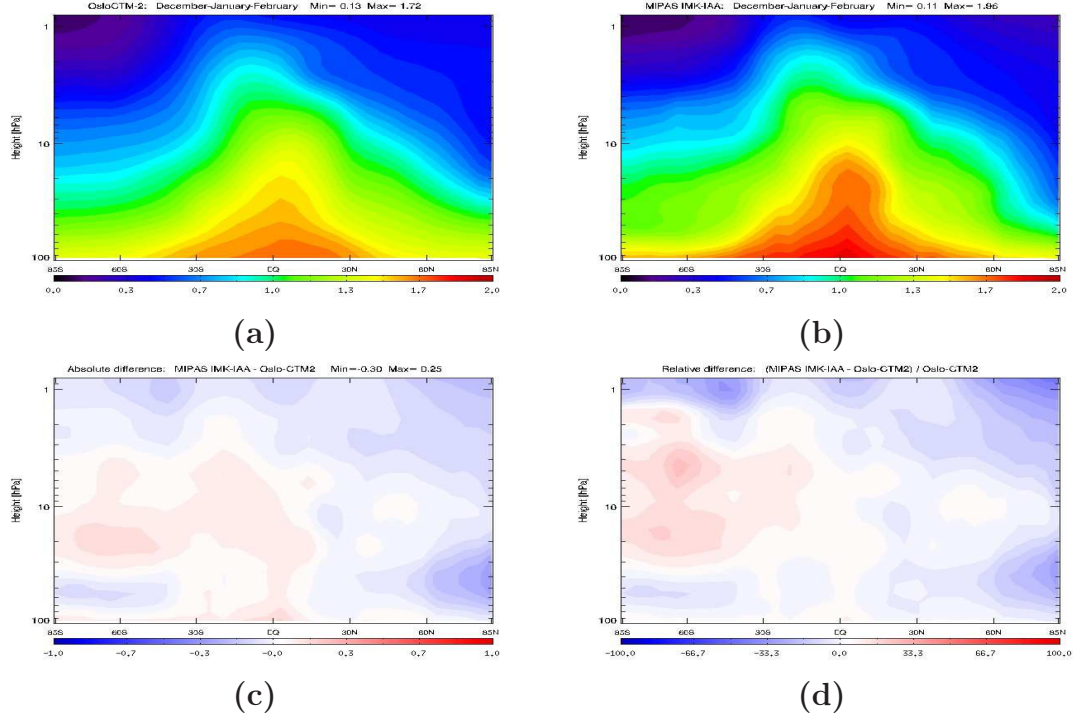 OsloCTM-2: December-January-February Min= 0.13 Max= 1.72
Height [hPa]
1
10
100
85S 60S 30S EQ 30N 60N 85N
0.0 0.3 0.7 1.0 1.3 1.7 2.0
(a)
MIPAS IMK-IAA: December-January-February Min= 0.11 Max= 1.96
Height [hPa]
1
10
100
85S 60S 30S EQ 30N 60N 85N
0.0 0.3 0.7 1.0 1.3 1.7 2.0
(b)
Absolute difference: MIPAS IMK-IAA - Oslo-CTM2 Min=-0.30 Max= 0.25
Height [hPa]
1
10
100
85S 60S 30S EQ 30N 60N 85N
-1.0 -0.7 -0.3 -0.0 0.3 0.7 1.0
(c)
Relative difference: (MIPAS IMK-IAA - Oslo-CTM2) / Oslo-CTM2
Height [hPa]
1
10
100
85S 60S 30S EQ 30N 60N 85N
-100.0 -66.7 -33.3 0.0 33.3 66.7 100.0
(d)